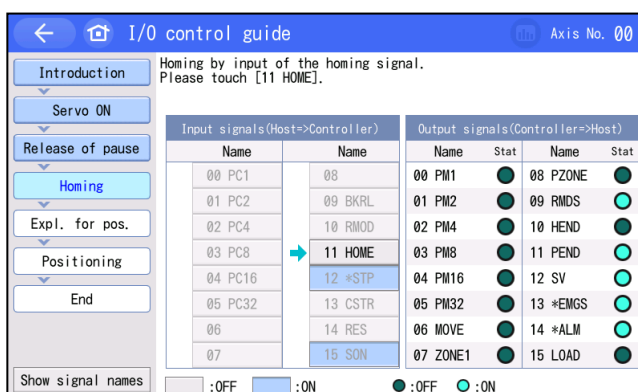 I/O control guide
Axis No. 00
Introduction
Servo ON
Release of pause
Homing
Expl. for pos.
Positioning
End
Show signal names
Homing by input of the homing signal.
Please touch [11 HOME].
Input signals(Host=>Controller)
Name Name
00 PC1 08
01 PC2 09 BKRL
02 PC4 10 RMOD
03 PC8 11 HOME
04 PC16 12 *STP
05 PC32 13 CSTR
06 14 RES
07 15 SON
Output signals(Controller=>Host)
Name Stat Name Stat
00 PM1 08 PZONE
01 PM2 09 RMDS
02 PM4 10 HEND
03 PM8 11 PEND
04 PM16 12 SV
05 PM32 13 *EMGS
06 MOVE 14 *ALM
07 ZONE1 15 LOAD
:OFF :ON :OFF :ON